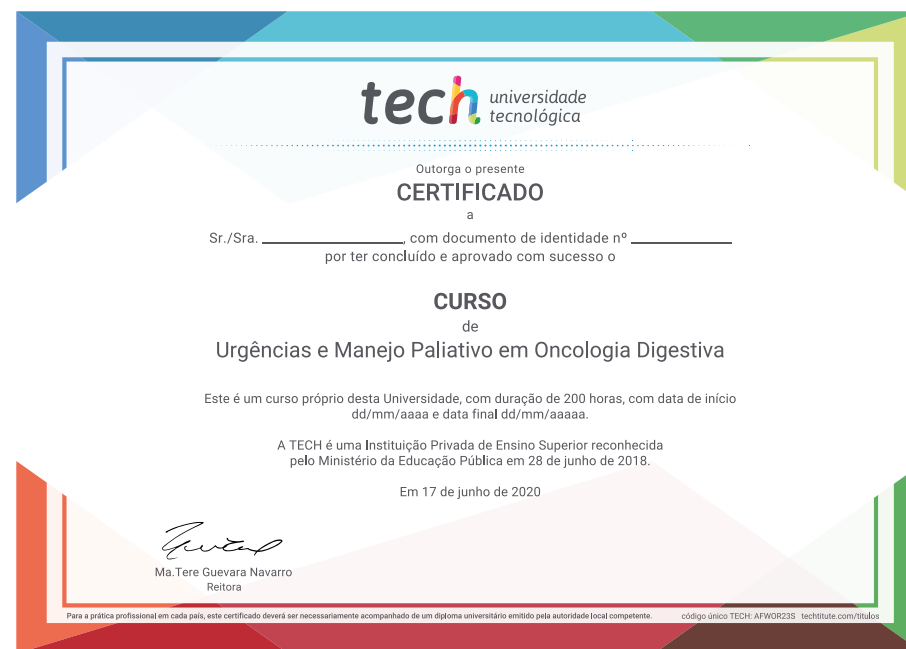 tech universidade
tecnológica
Outorga o presente
CERTIFICADO
a
Sr./Sra. ________________, com documento de identidade nº ____________
por ter concluído e aprovado com sucesso o
CURSO
de
Urgências e Manejo Paliativo em Oncologia Digestiva
Este é um curso próprio desta Universidade, com duração de 200 horas, com data de início
dd/mm/aaaa e data final dd/mm/aaaaa.
A TECH é uma Instituição Privada de Ensino Superior reconhecida
pelo Ministério da Educação Pública em 28 de junho de 2018.
Em 17 de junho de 2020
Ma.Tere Guevara Navarro
Reitora
Para a prática profissional em cada país, este certificado deverá ser necessariamente acompanhado de um diploma universitário emitido pela autoridade local competente. código único TECH: AFWOR23S techtitute.com/titulos